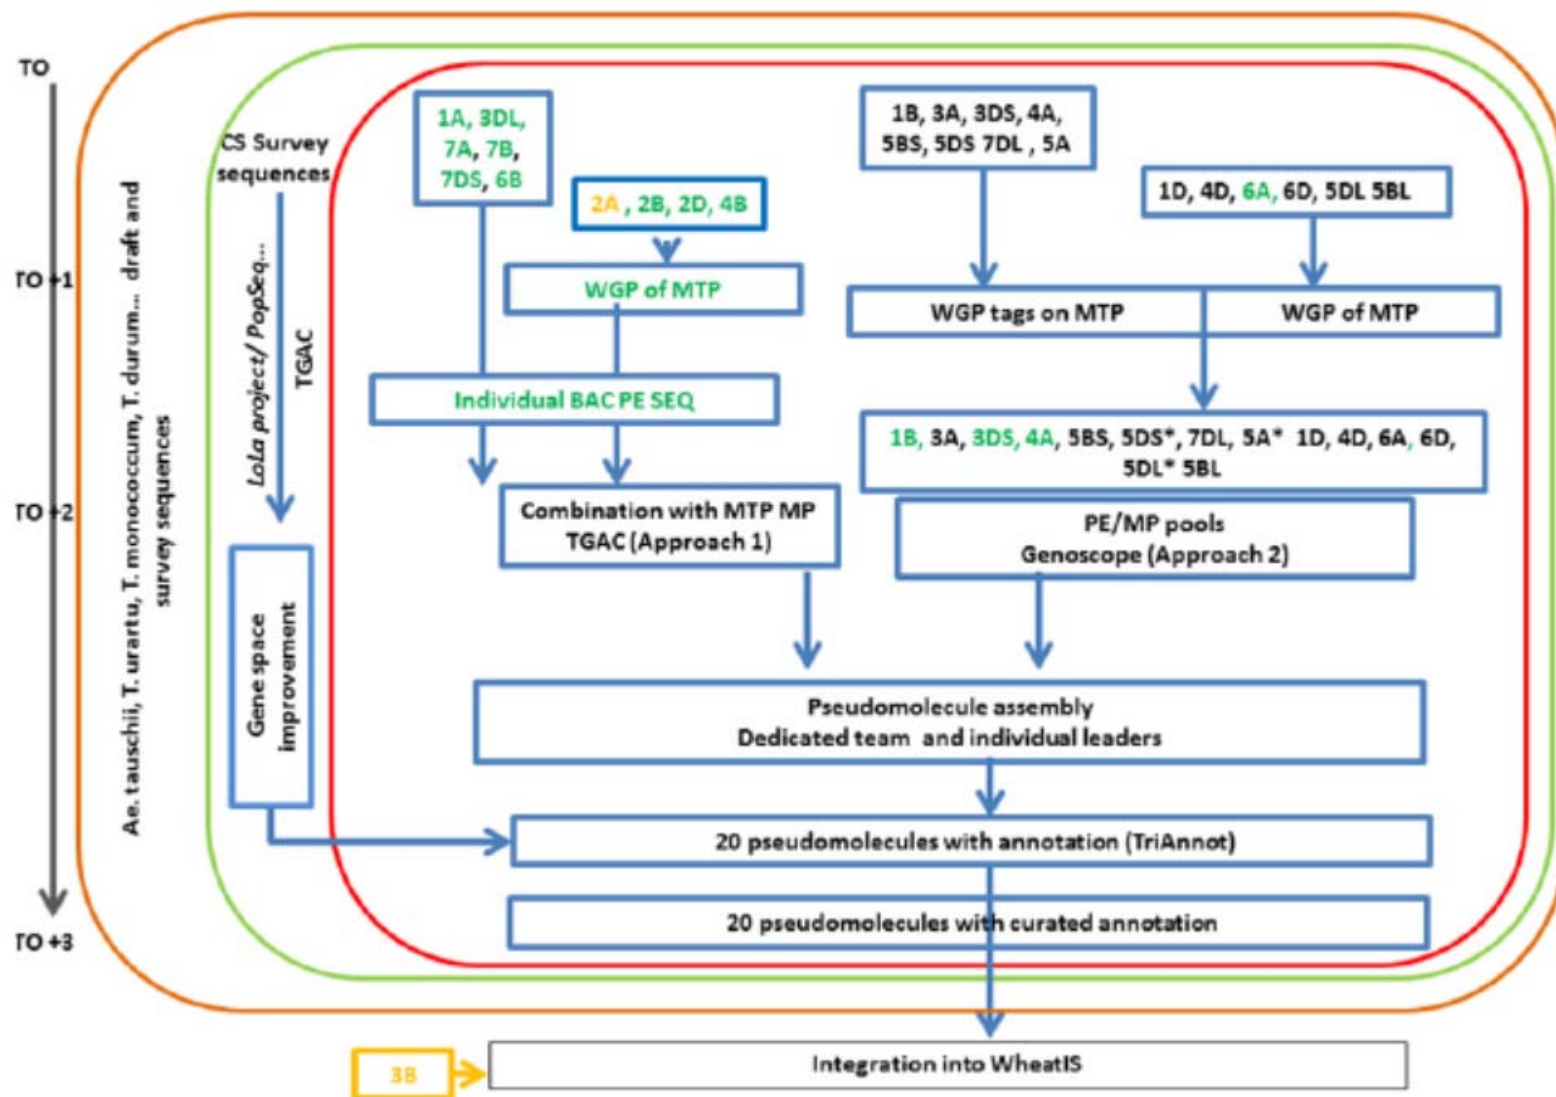 TO
TO +1
TO +2
TO +3
Ae. tauschii, T. urartu, T. monococcum, T. durum... draft and
survey sequences
CS Survey
sequences
LoLa project/ PopSeq...
TGAC
Gene space
improvement
1A, 3DL,
7A, 7B,
7DS, 6B
2A , 2B, 2D, 4B
WGP of MTP
Individual BAC PE SEQ
Combination with MTP MP
TGAC (Approach 1)
1B, 3A, 3DS, 4A,
5BS, 5DS 7DL , 5A
1D, 4D, 6A, 6D, 5DL 5BL
WGP tags on MTP
WGP of MTP
1B, 3A, 3DS, 4A, 5BS, 5DS*, 7DL, 5A* 1D, 4D, 6A, 6D,
5DL* 5BL
PE/MP pools
Genoscope (Approach 2)
Pseudomolecule assembly
Dedicated team and individual leaders
20 pseudomolecules with annotation (TriAnnot)
20 pseudomolecules with curated annotation
3B
Integration into WheatIS